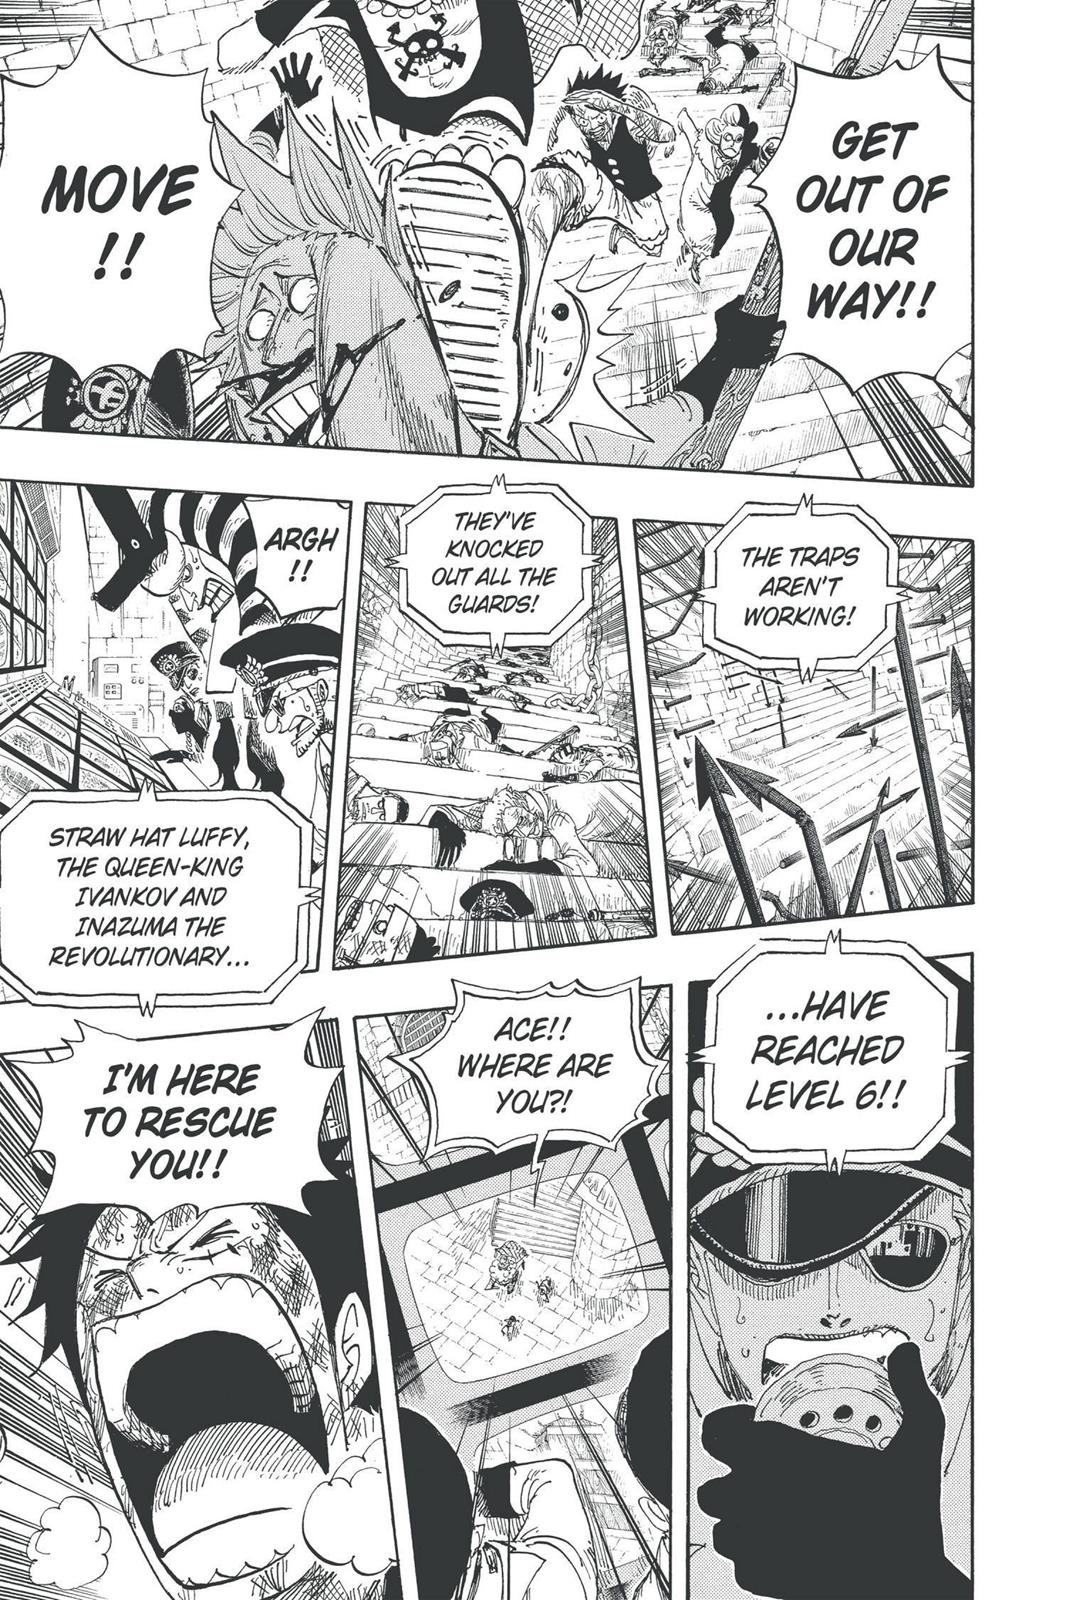 GET
OUT OF
OUR
WAY!!
MOVE
!!
THE TRAPS
AREN'T
WORKING!
THEY'VE
KNOCKED
OUT ALL THE
GUARDS!
ARGH
!!
STRAW HAT LUFFY,
THE QUEEN-KING
IVANKOV AND
INAZUMA THE
REVOLUTIONARY...
...HAVE
REACHED
LEVEL 6!!
ACE!!
WHERE ARE
YOU?!
I'M HERE
TO RESCUE
YOU!!